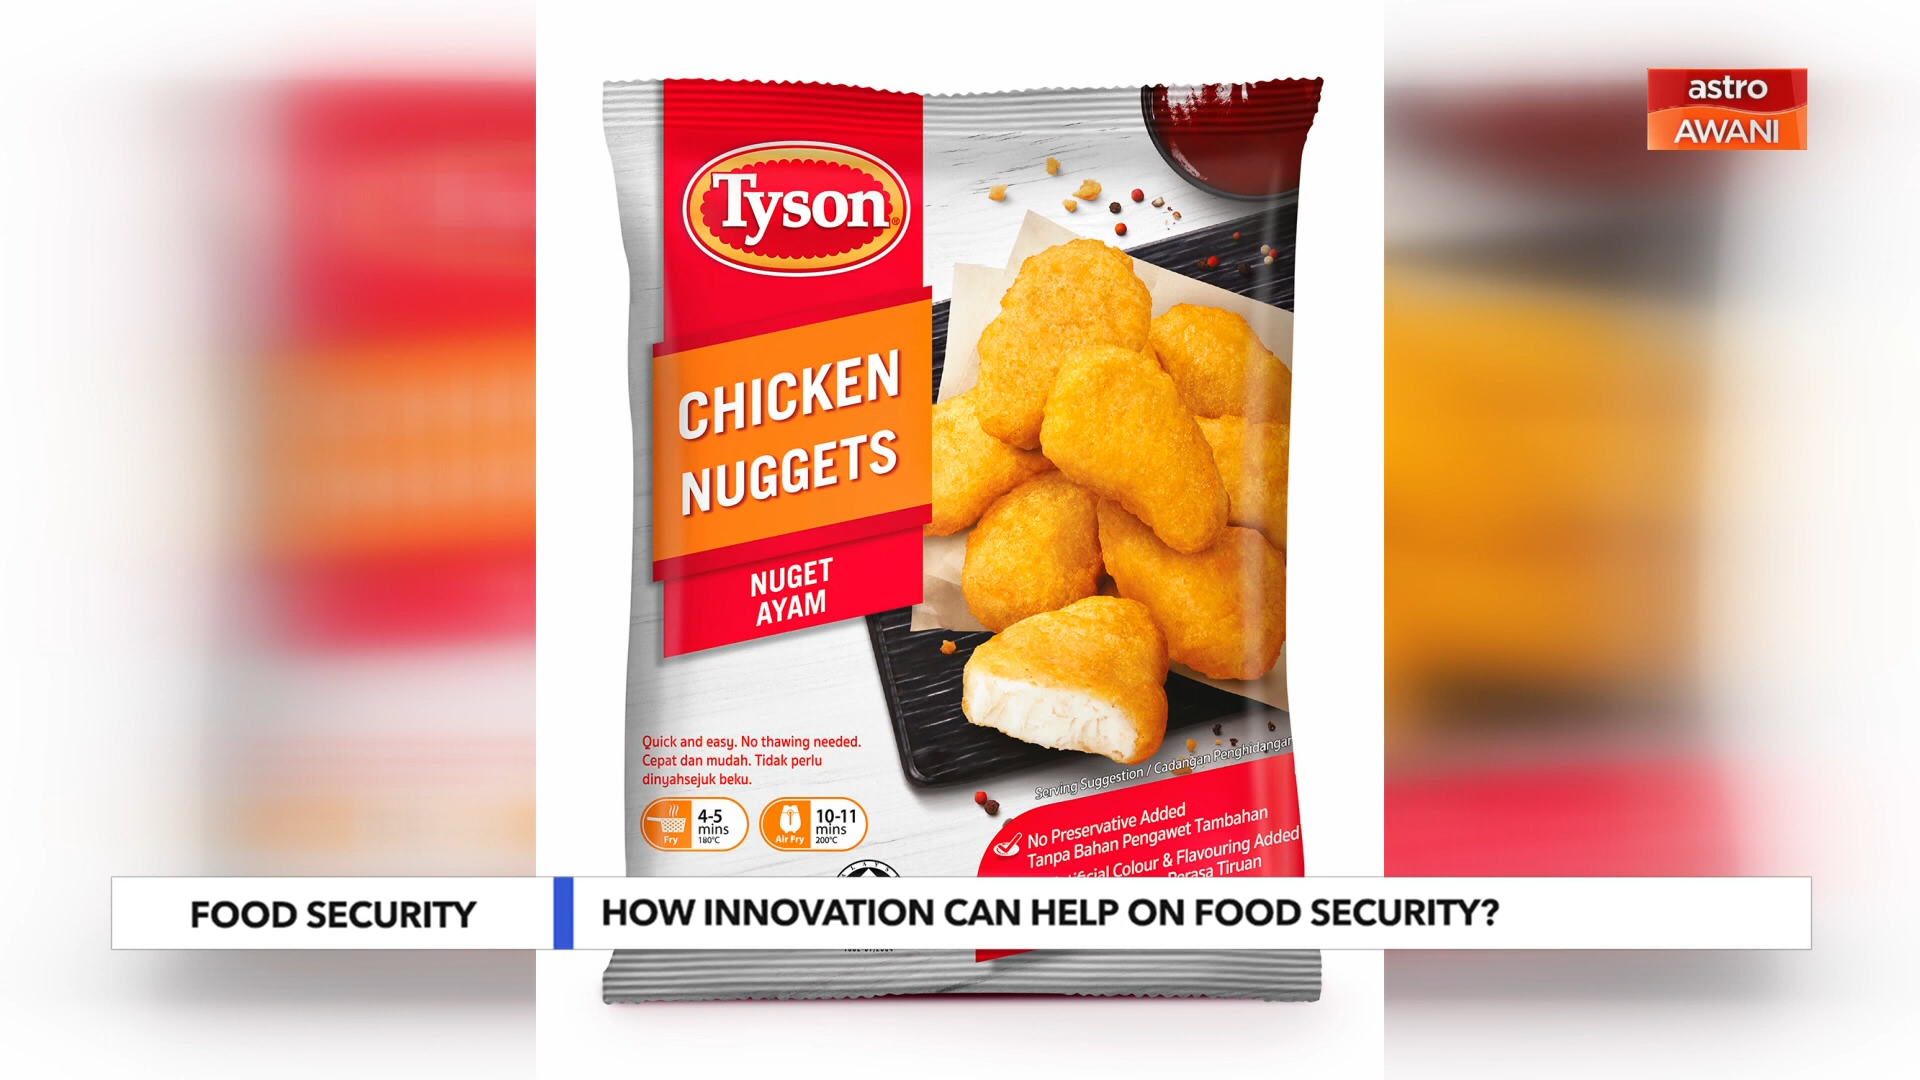 astro
AWANI
Tyson
CHICKEN
NUGGETS
NUGET
AYAM
Quick and easy. No thawing needed.
Cepat dan mudah. Tidak perlu
dinyahsejuk beku.
4-5
mins
180°C
Fry
10-11
mins
200°C
Air Fry
Serving Suggestion / Cadangan Penghidangan
No Preservative Added
Tanpa Bahan Pengawet Tambahan
Colour & Flavouring Added
Perasa Tiruan
FOOD SECURITY
HOW INNOVATION CAN HELP ON FOOD SECURITY?